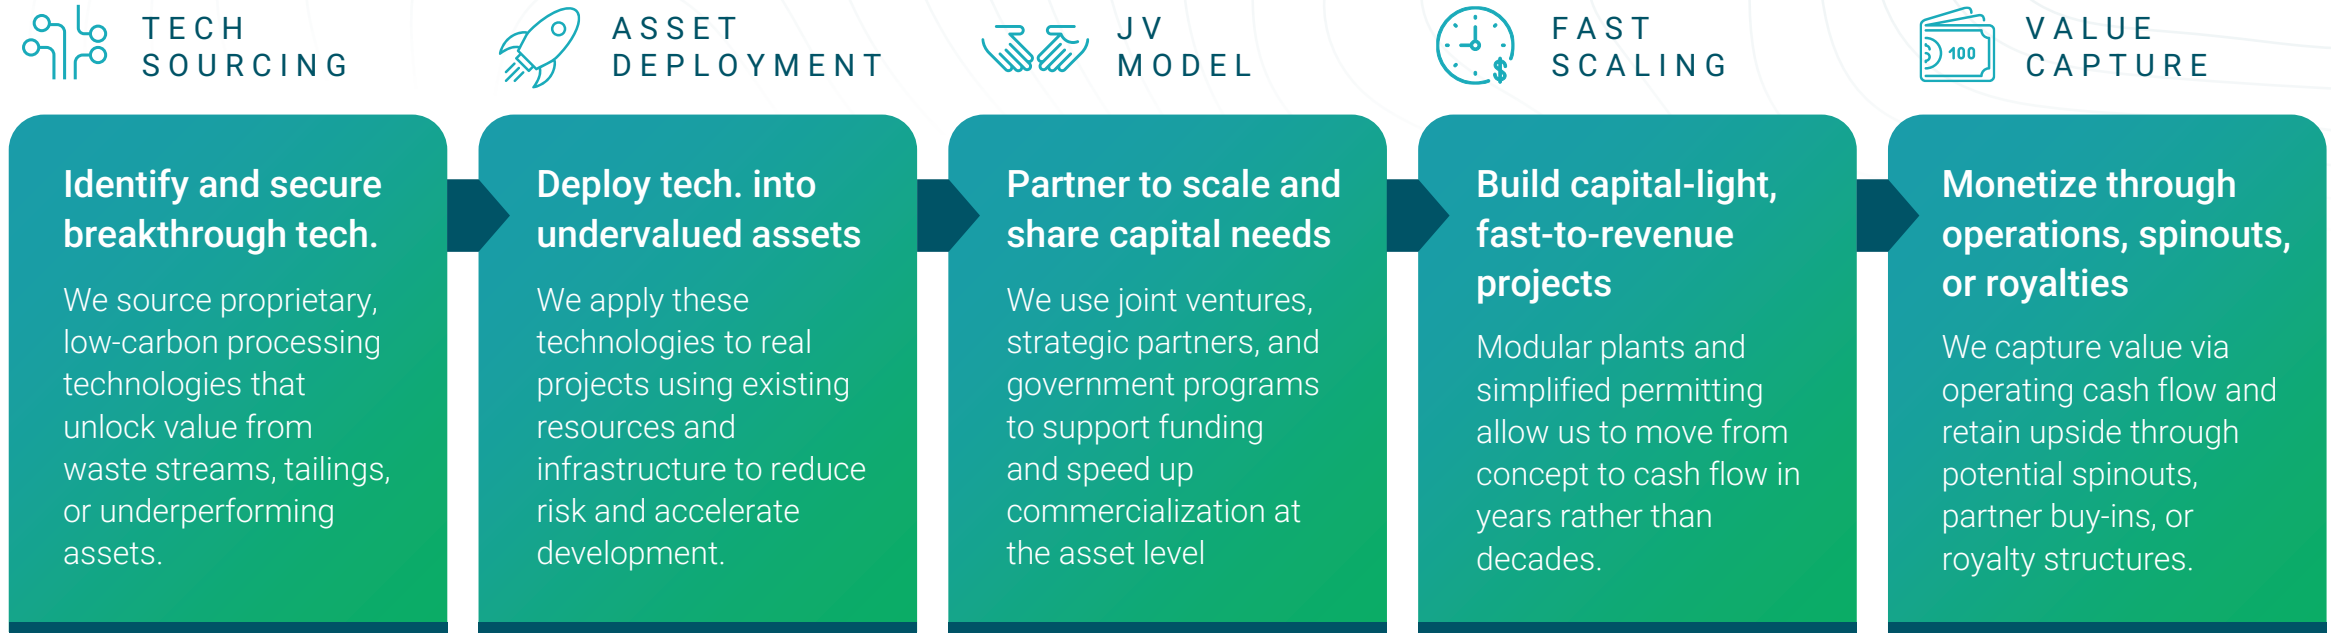 TECH
SOURCING
ASSET
DEPLOYMENT
JV
MODEL
FAST
SCALING
100
VALUE
CAPTURE
Identify and secure
breakthrough tech.
We source proprietary,
low-carbon processing
technologies that
unlock value from
waste streams, tailings,
or underperforming
assets.
Deploy tech. into
undervalued assets
We apply these
technologies to real
projects using existing
resources and
infrastructure to reduce
risk and accelerate
development.
Partner to scale and
share capital needs
We use joint ventures,
strategic partners, and
government programs
to support funding
and speed up
commercialization at
the asset level
Build capital-light,
fast-to-revenue
projects
Modular plants and
simplified permitting
allow us to move from
concept to cash flow in
years rather than
decades.
Monetize through
operations, spinouts,
or royalties
We capture value via
operating cash flow and
retain upside through
potential spinouts,
partner buy-ins, or
royalty structures.